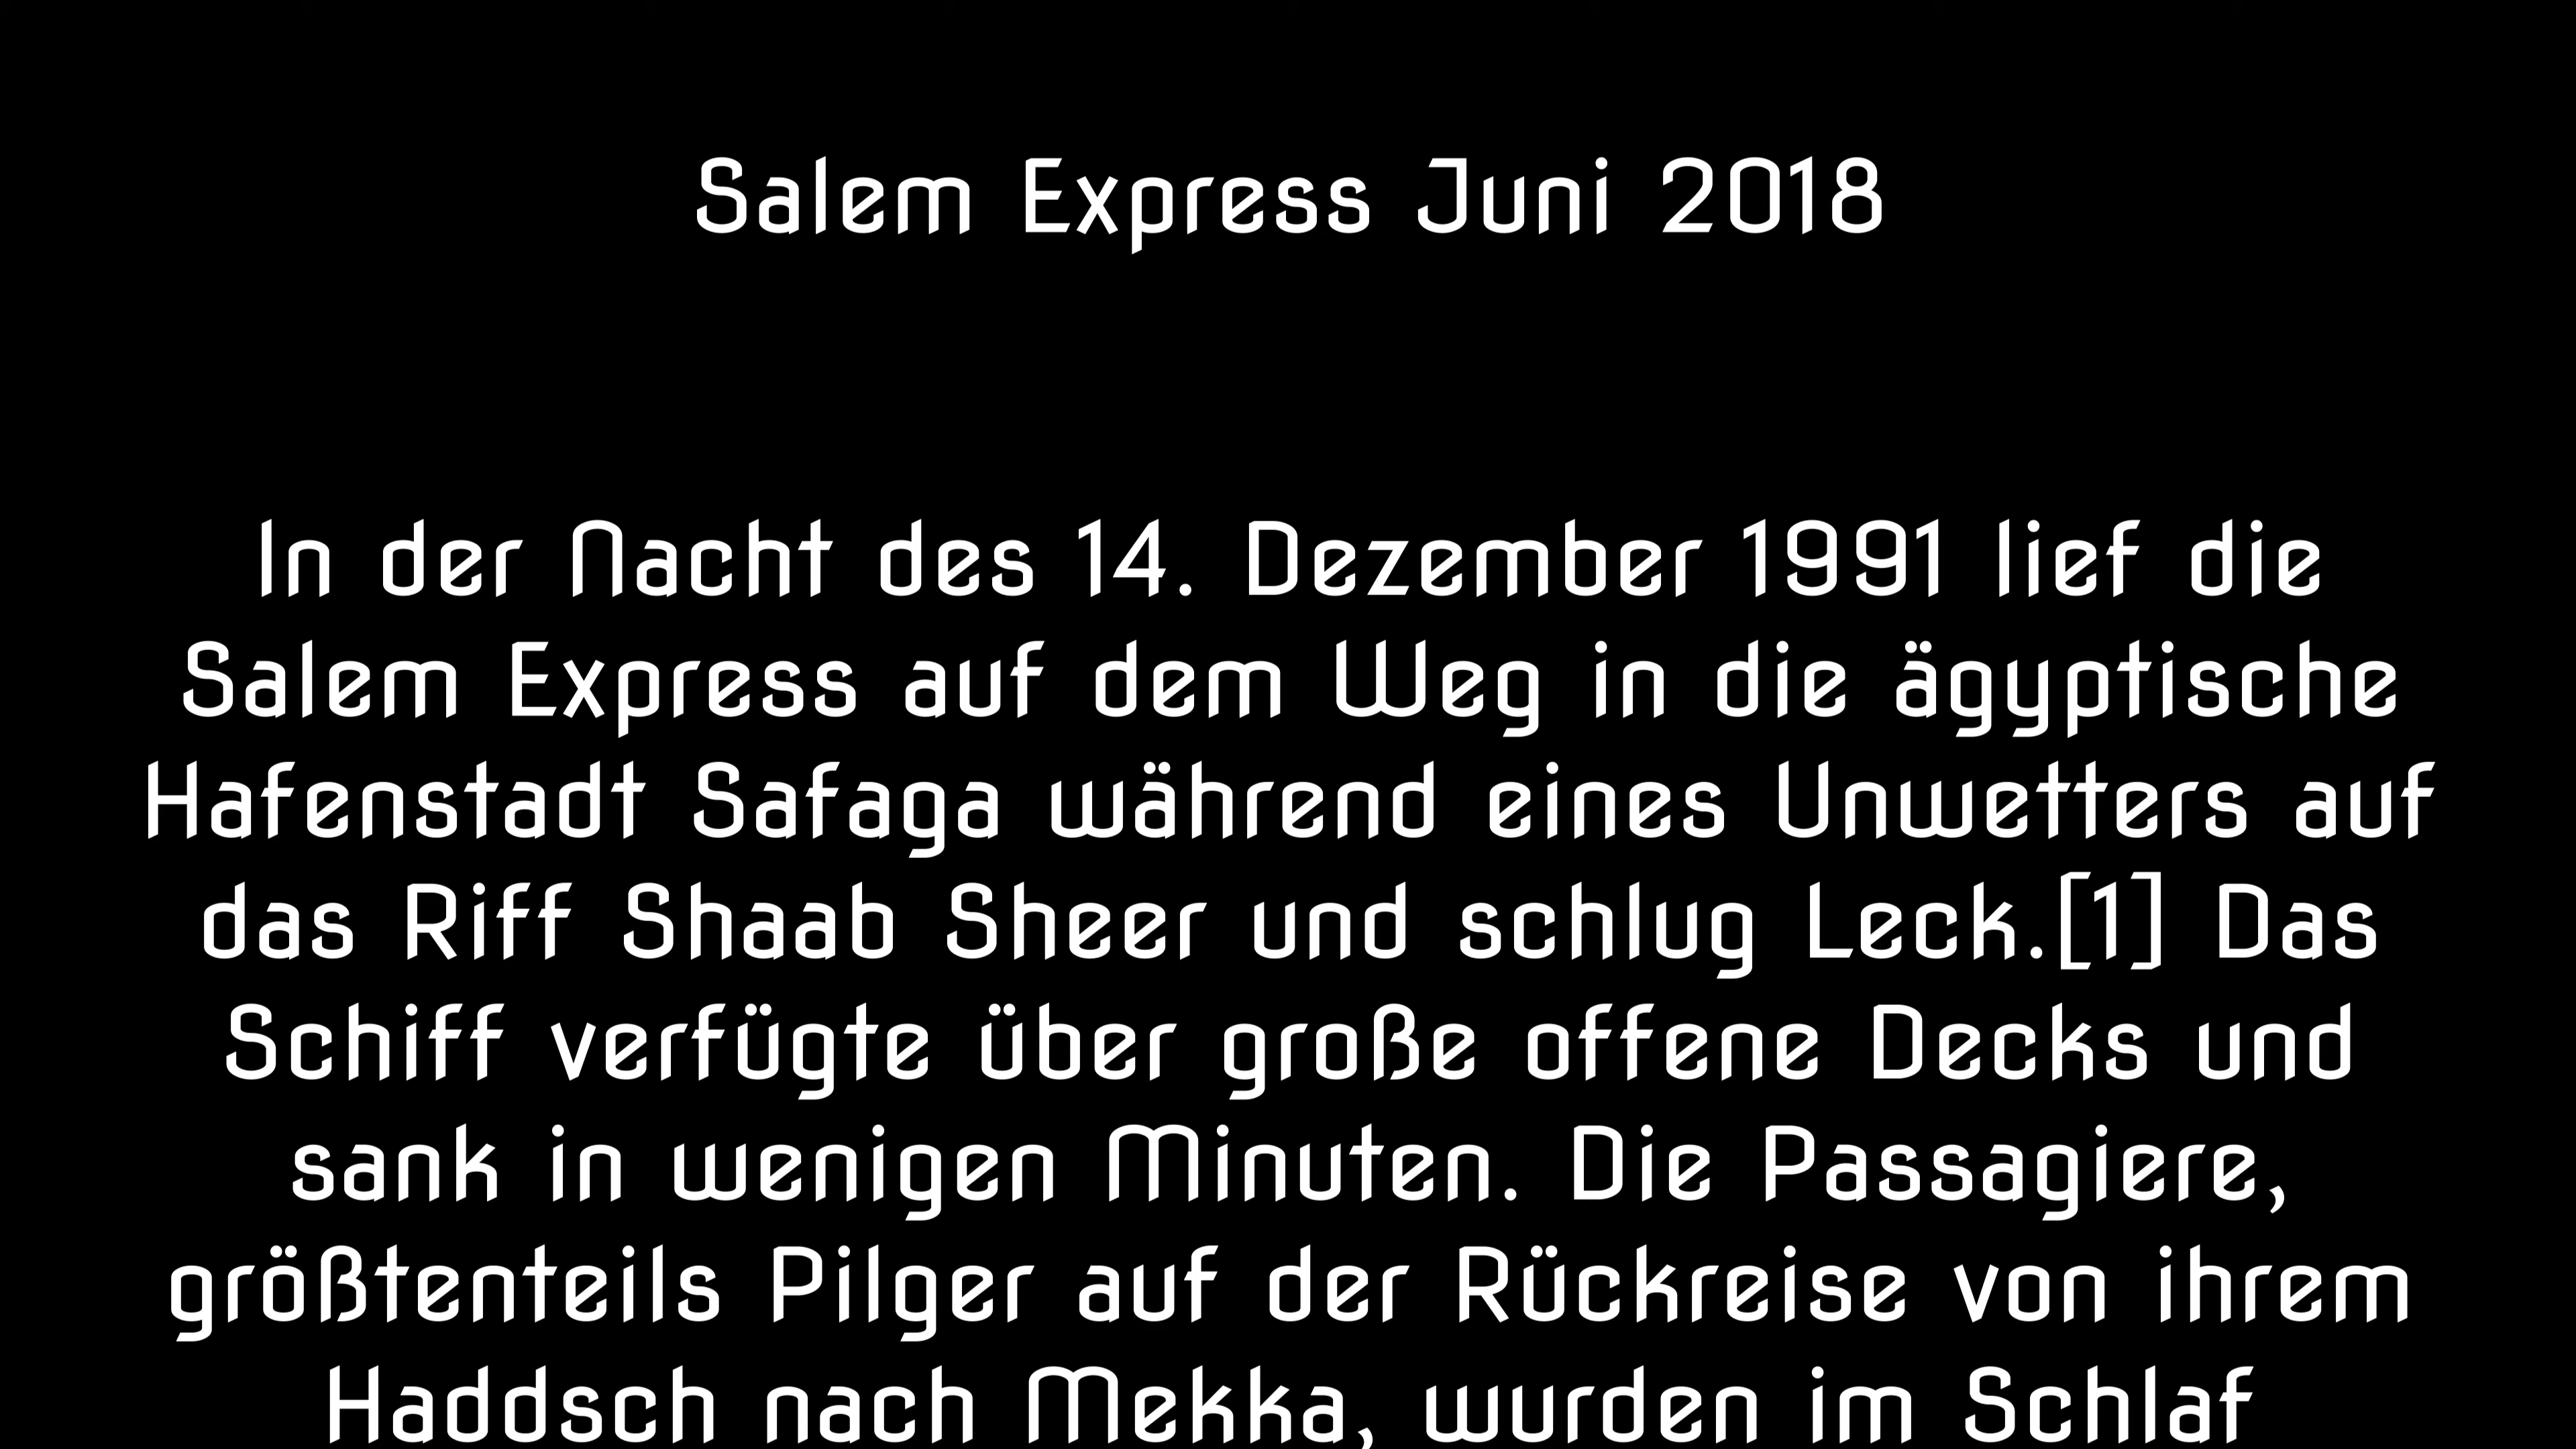 Salem Express Juni 2018
In der Nacht des 14. Dezember 1991 lief die
Salem Express auf dem Weg in die ägyptische
Hafenstadt Safaga während eines Unwetters auf
das Riff Shaab Sheer und schlug Leck.[1] Das
Schiff verfügte über große offene Decks und
sank in wenigen Minuten. Die Passagiere,
größtenteils Pilger auf der Rückreise von ihrem
Haddsch nach Mekka, wurden im Schlaf